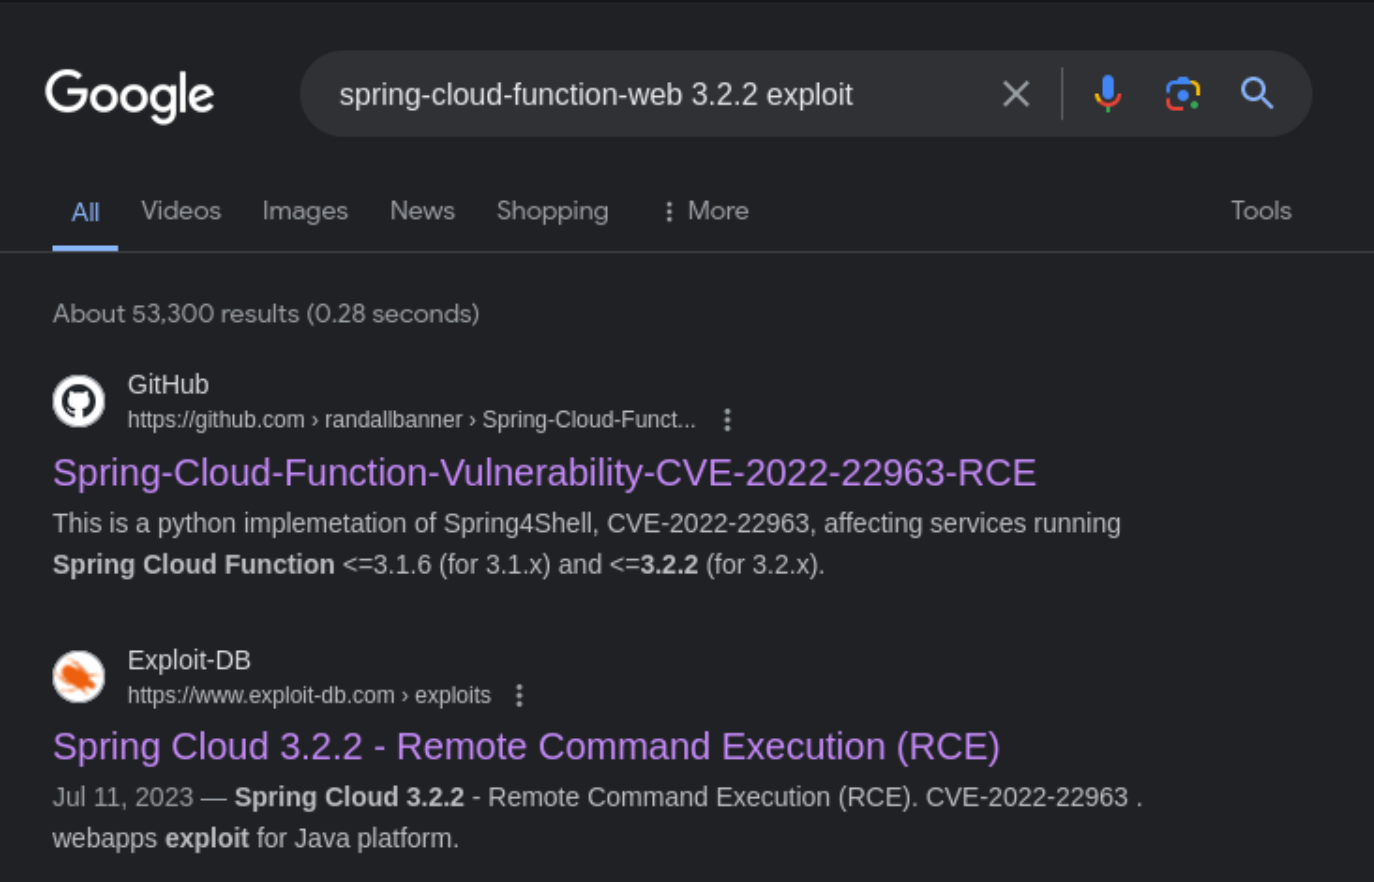 Google
spring-cloud-function-web 3.2.2 exploit
All Videos Images News Shopping More Tools
About 53,300 results (0.28 seconds)
GitHub
https://github.com › randallbanner › Spring-Cloud-Funct...
Spring-Cloud-Function-Vulnerability-CVE-2022-22963-RCE
This is a python implemetation of Spring4Shell, CVE-2022-22963, affecting services running
Spring Cloud Function <=3.1.6 (for 3.1.x) and <=3.2.2 (for 3.2.x).
Exploit-DB
https://www.exploit-db.com › exploits
Spring Cloud 3.2.2 - Remote Command Execution (RCE)
Jul 11, 2023 — Spring Cloud 3.2.2 - Remote Command Execution (RCE). CVE-2022-22963 .
webapps exploit for Java platform.